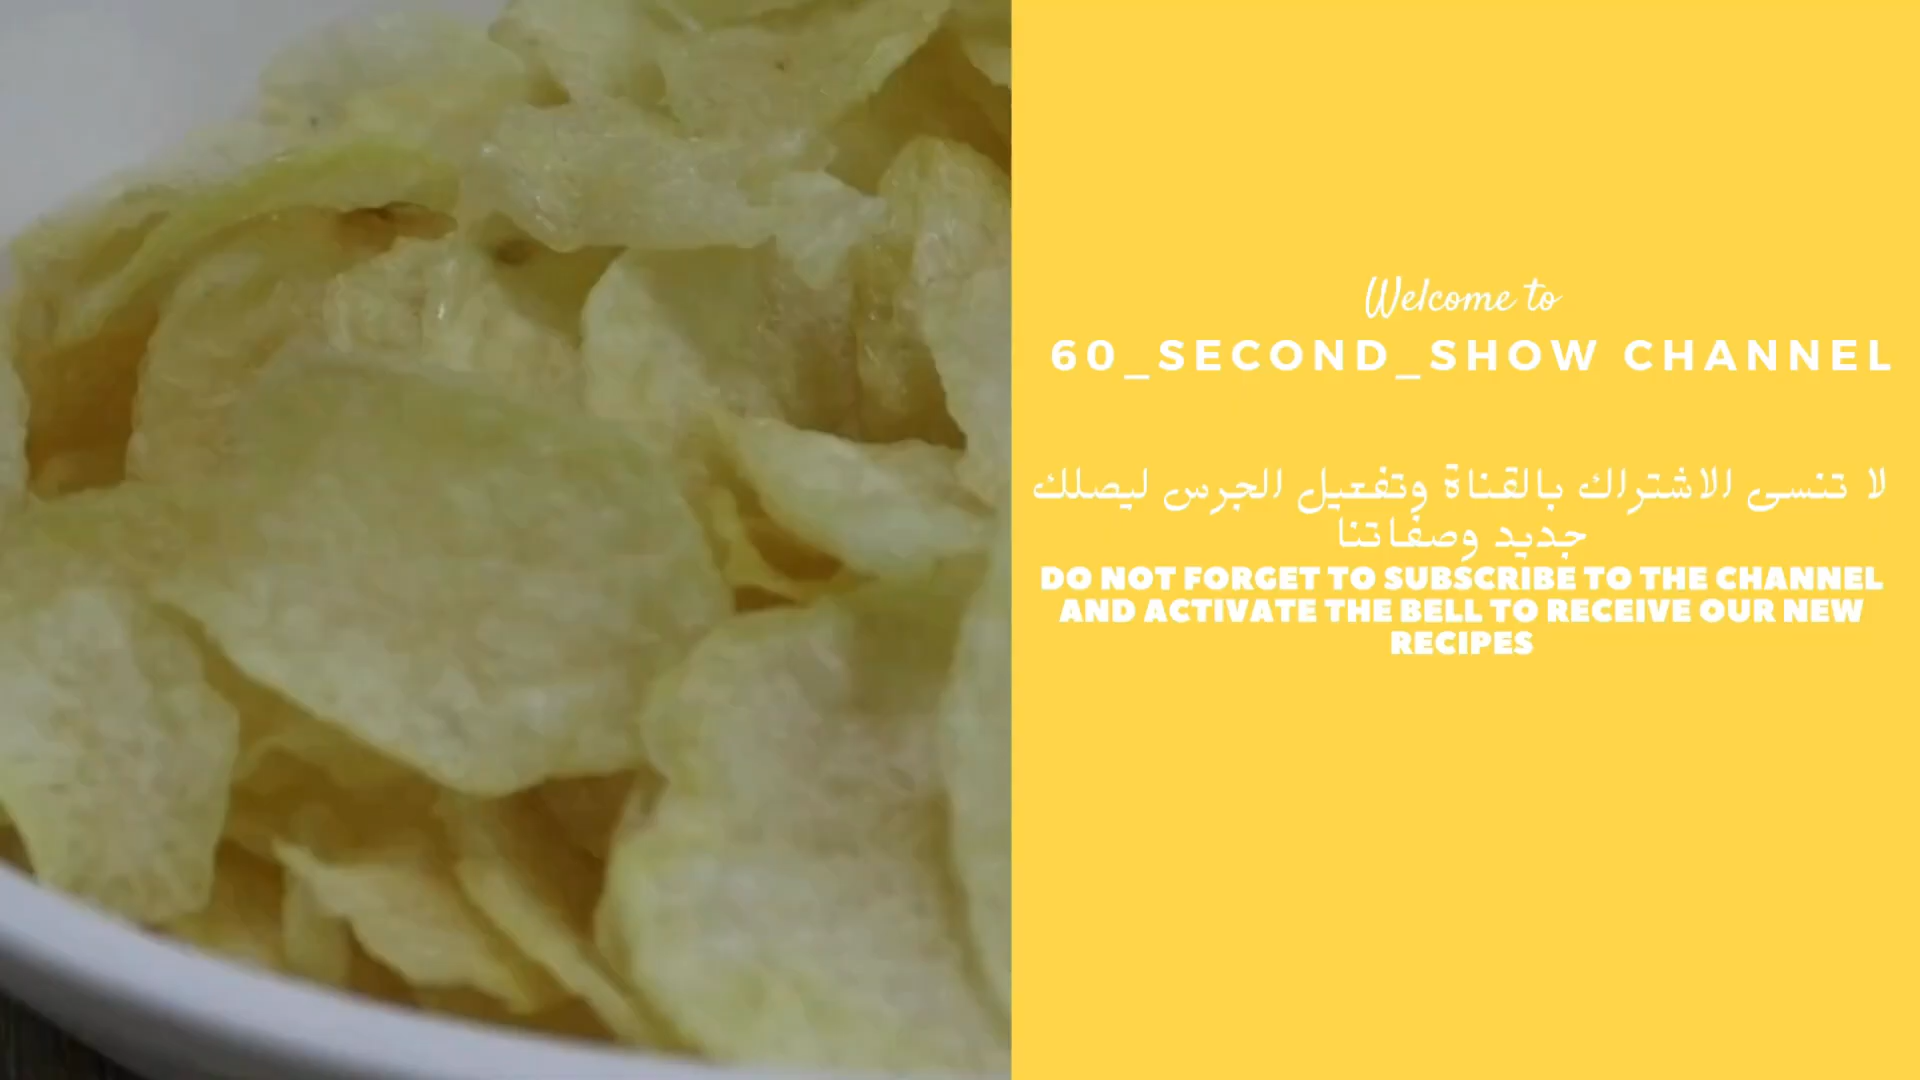 Welcome to
60_SECOND_SHOW CHANNEL
لا تنسى الاشتراك بالقناة وتفعيل الجرس ليصلك
جديد وصفاتنا
DO NOT FORGET TO SUBSCRIBE TO THE CHANNEL
AND ACTIVATE THE BELL TO RECEIVE OUR NEW
RECIPES